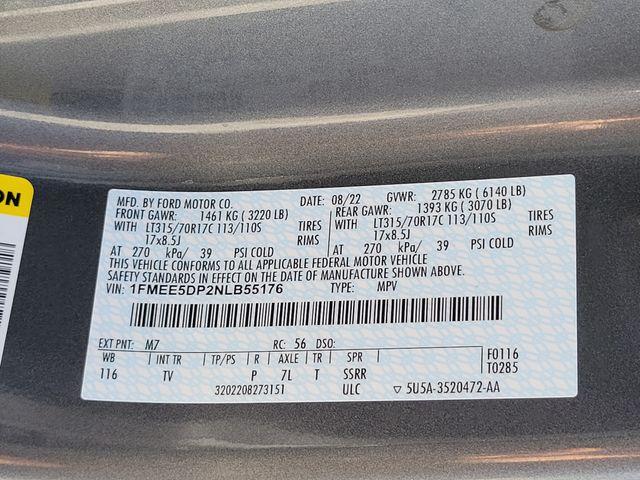 ON
MFD. BY FORD MOTOR CO. DATE: 08/22 GVWR: 2785 KG ( 6140 LB)
FRONT GAWR: 1461 KG ( 3220 LB) REAR GAWR: 1393 KG ( 3070 LB)
WITH LT315/70R17C 113/110S TIRES WITH LT315/70R17C 113/110S TIRES
17x8.5J RIMS 17x8.5J RIMS
AT 270 kPa/ 39 PSI COLD AT 270 kPa/ 39 PSI COLD
THIS VEHICLE CONFORMS TO ALL APPLICABLE FEDERAL MOTOR VEHICLE
SAFETY STANDARDS IN EFFECT ON THE DATE OF MANUFACTURE SHOWN ABOVE.
VIN: 1FMEE5DP2NLB55176 TYPE: MPV
EXT PNT: M7 RC: 56 DSO:
WB INT TR TP/PS R AXLE TR SPR F0116
T0285
116 TV P 7L T SSRR
3202208273151 ULC ▽ 5U5A-3520472-AA